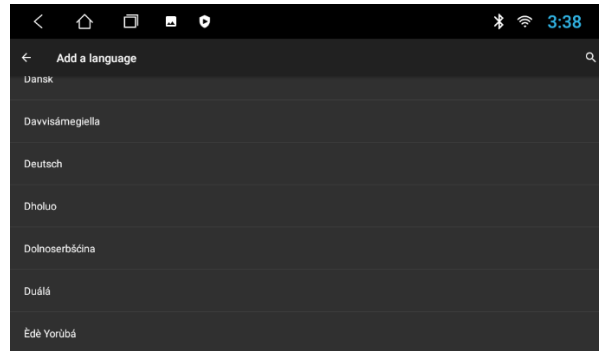 3:38
Add a language
Dansk
Davvisámegiella
Deutsch
Dholuo
Dolnoserbšćina
Duálá
Èdè Yorùbá